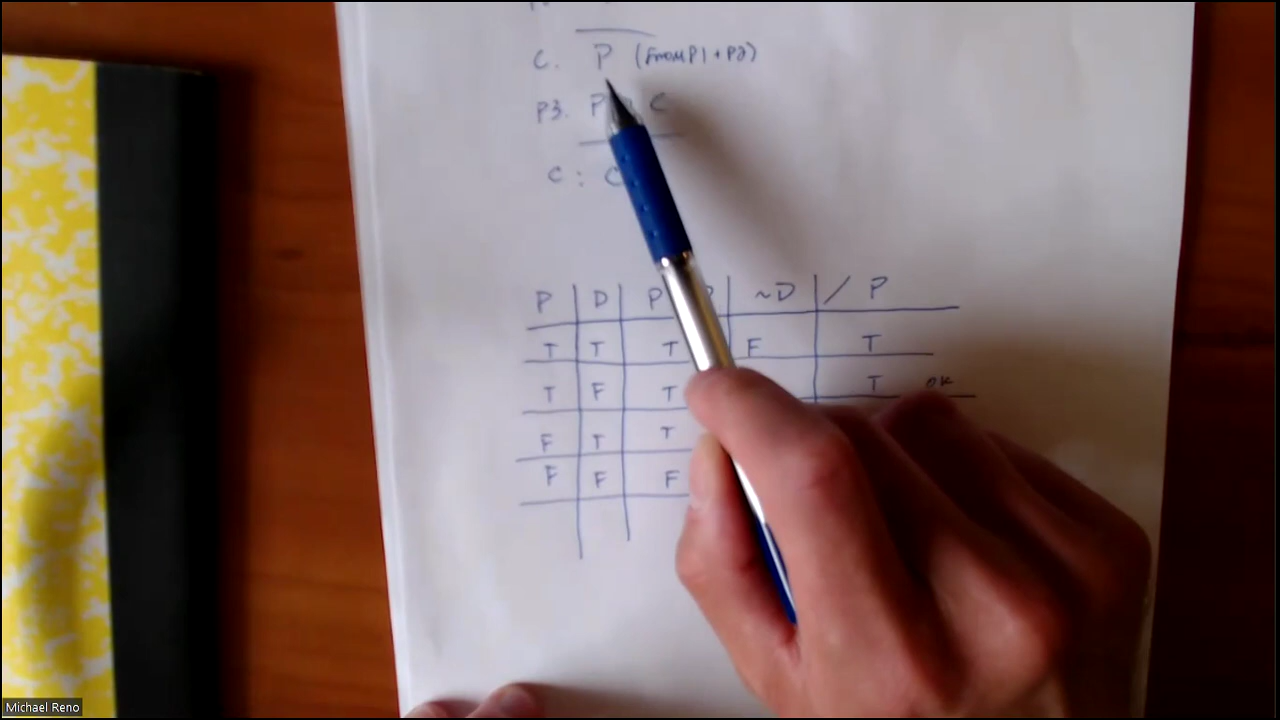 C. P (From P1 + P2)
P3. P C
C: C
P D P ~D / P
T T T F T
T F T T OK
F T T
F F F
Michael Reno